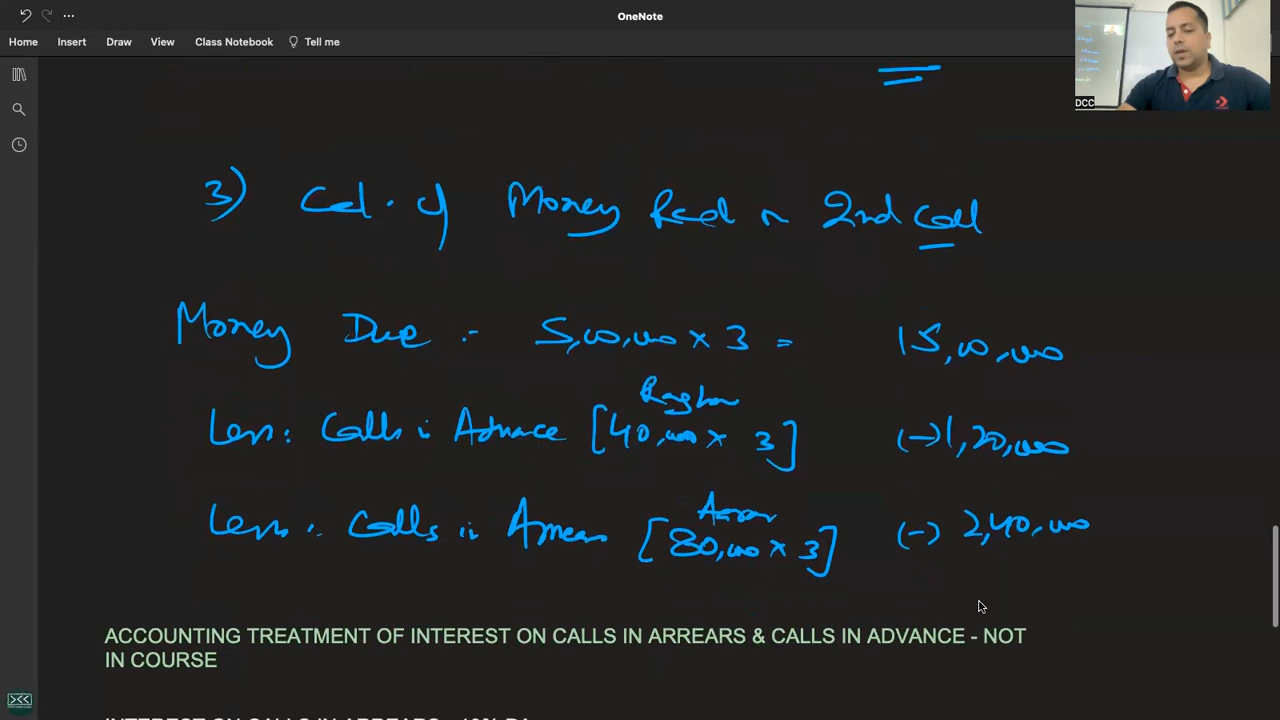 OneNote
Home Insert Draw View Class Notebook Tell me
DCC
3) Cal. of Money Recd on 2nd Call
Money Due :- 5,00,000 x 3 = 15,00,000
Raghav
Less: Calls in Advance [40,000 x 3] (-) 1,20,000
Less: Calls in Arrears [80,000 x 3] (-) 2,40,000
ACCOUNTING TREATMENT OF INTEREST ON CALLS IN ARREARS & CALLS IN ADVANCE - NOT
IN COURSE